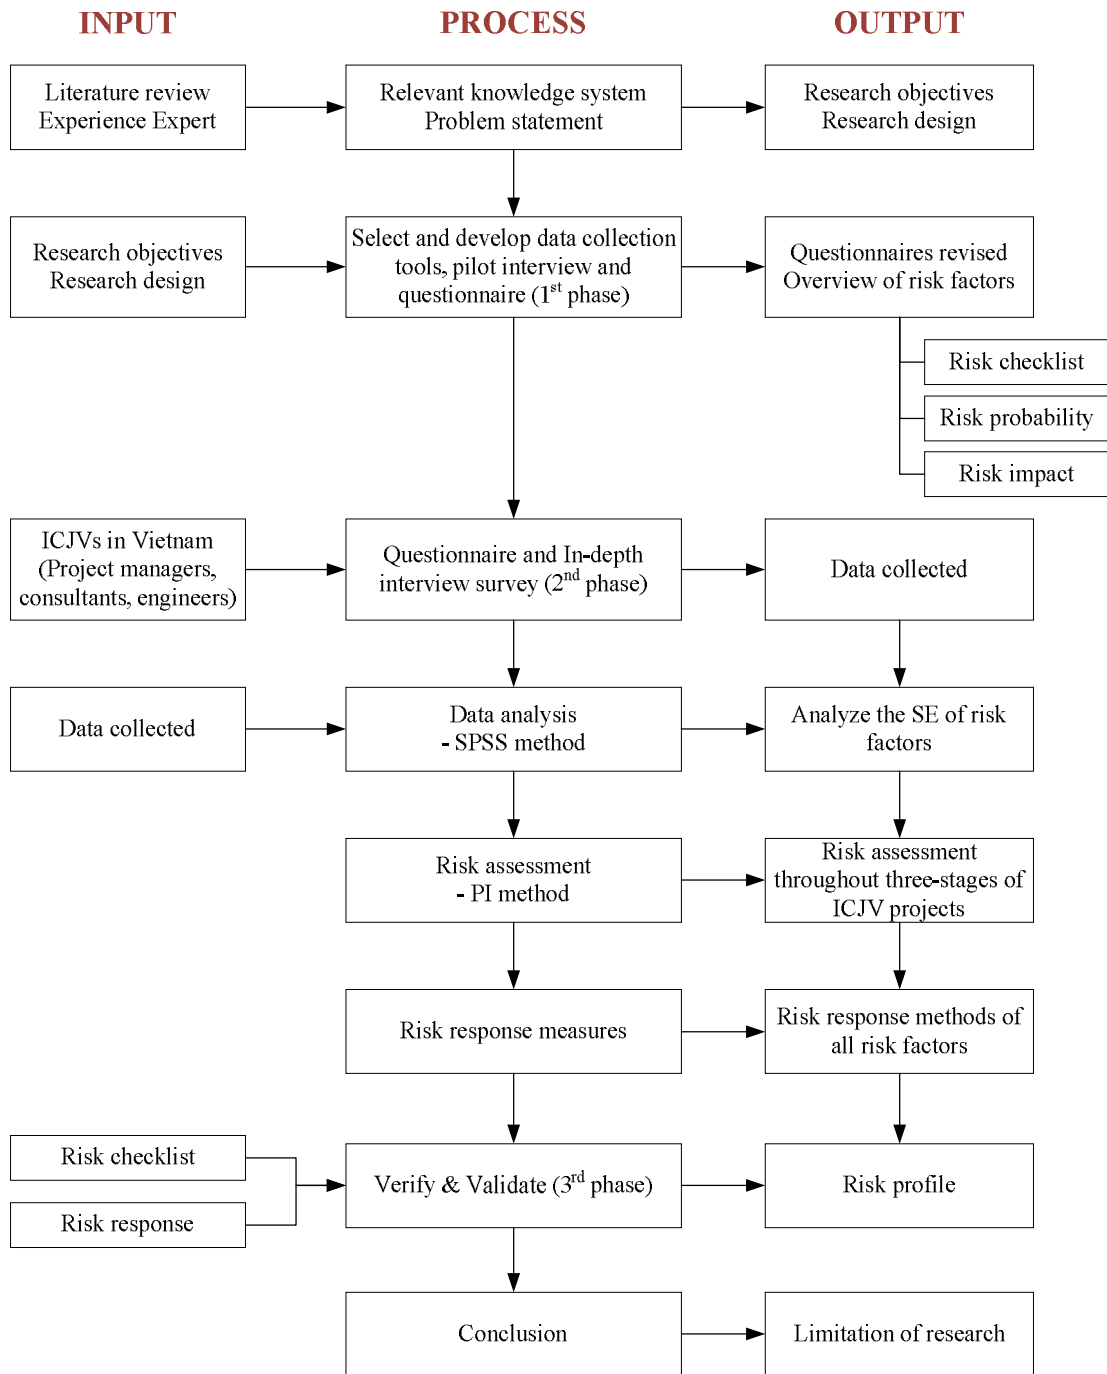 INPUT
PROCESS
OUTPUT
Literature review
Experience Expert
Relevant knowledge system
Problem statement
Research objectives
Research design
Research objectives
Research design
Select and develop data collection
tools, pilot interview and
questionnaire (1st phase)
Questionnaires revised
Overview of risk factors
Risk checklist
Risk probability
Risk impact
ICJVs in Vietnam
(Project managers,
consultants, engineers)
Questionnaire and In-depth
interview survey (2nd phase)
Data collected
Data collected
Data analysis
- SPSS method
Analyze the SE of risk
factors
Risk assessment
- PI method
Risk assessment
throughout three-stages of
ICJV projects
Risk response measures
Risk response methods of
all risk factors
Risk checklist
Risk response
Verify & Validate (3rd phase)
Risk profile
Conclusion
Limitation of research